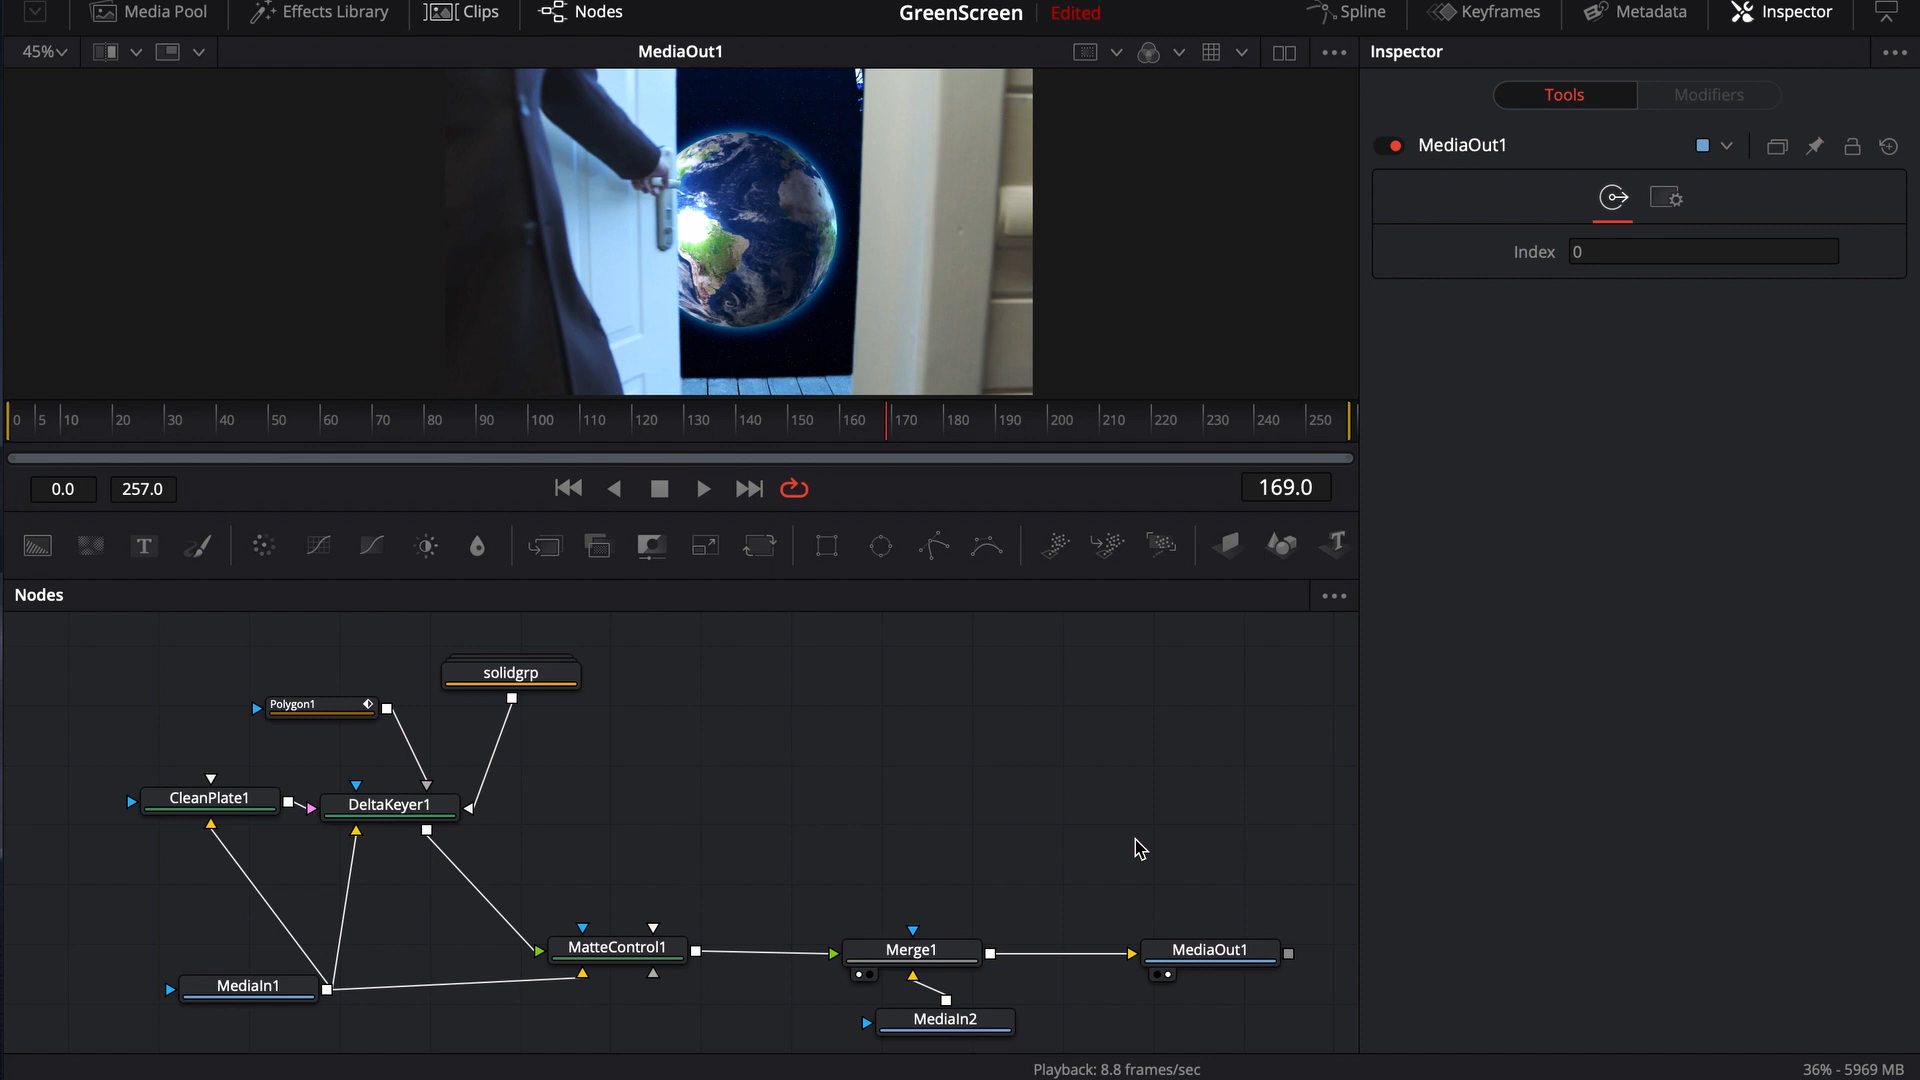 Media Pool Effects Library Clips Nodes GreenScreen Edited Spline Keyframes Metadata Inspector
45% MediaOut1 Inspector
Tools Modifiers
MediaOut1
Index 0
0 5 10 20 30 40 50 60 70 80 90 100 110 120 130 140 150 160 170 180 190 200 210 220 230 240 250
0.0 257.0 169.0
T T
Nodes
solidgrp
Polygon1
CleanPlate1 DeltaKeyer1
MatteControl1 Merge1 MediaOut1
MediaIn1
MediaIn2
Playback: 8.8 frames/sec 36% - 5969 MB